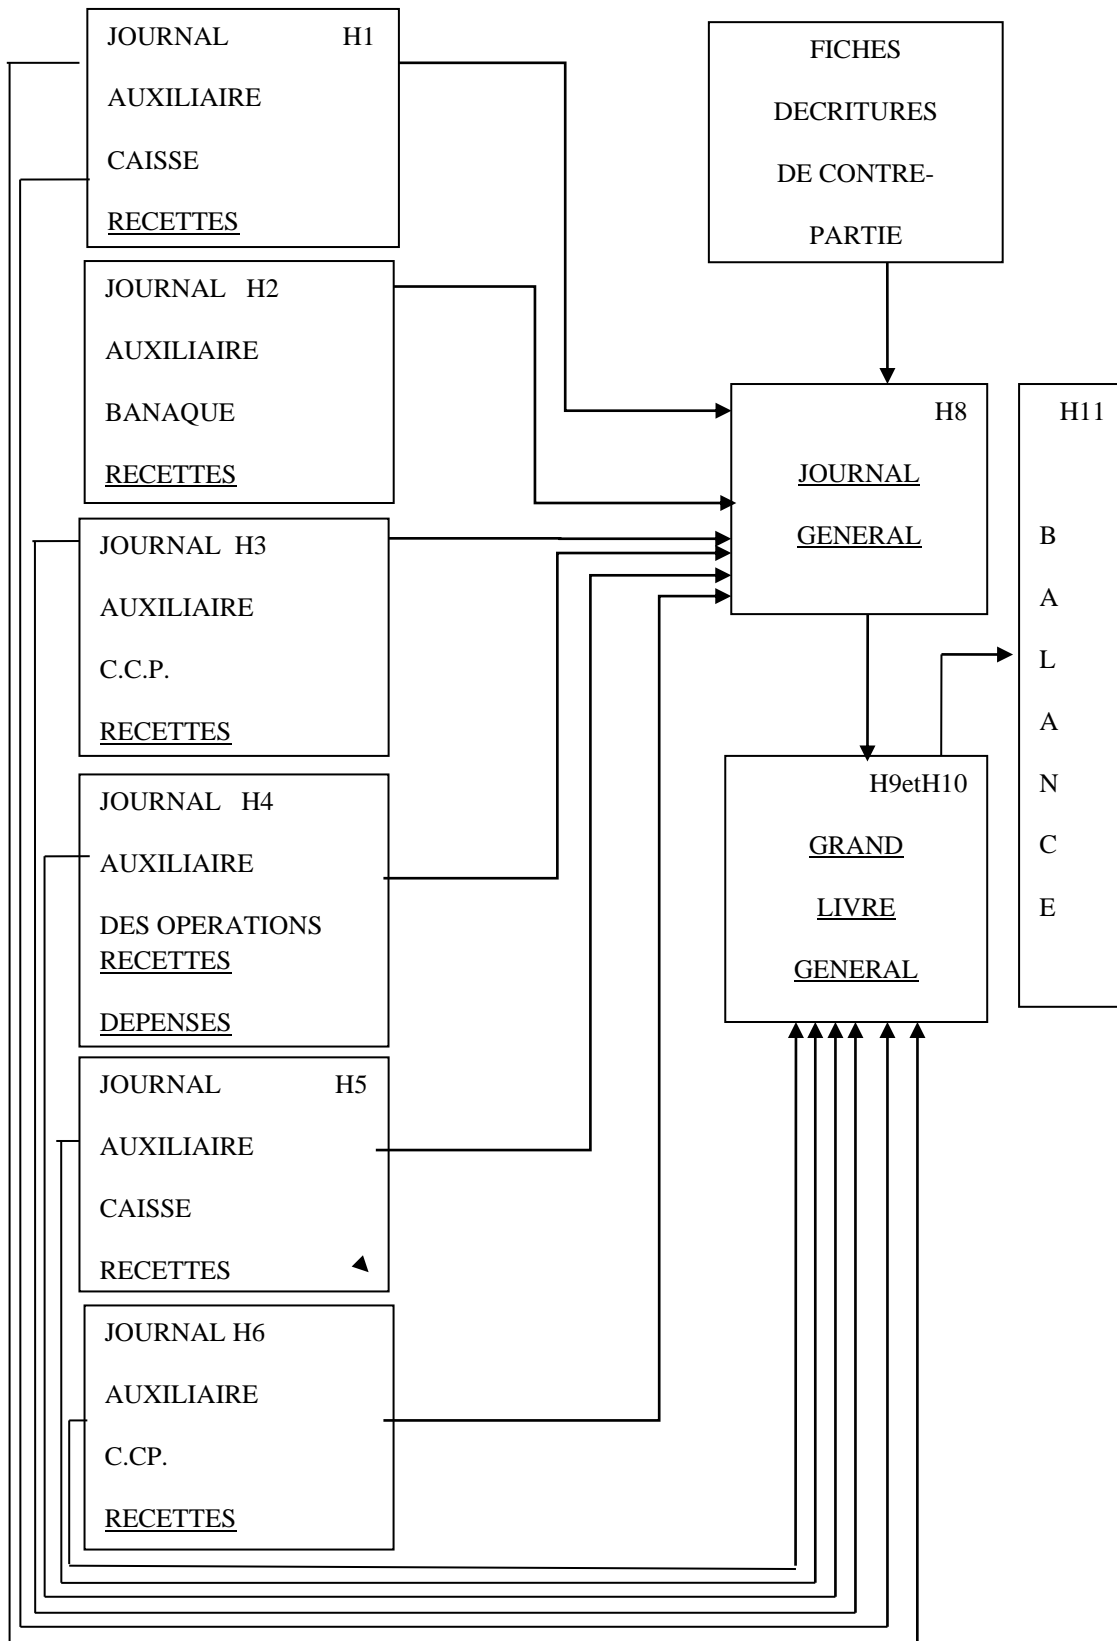 JOURNAL H1
AUXILIAIRE
CAISSE
RECETTES
FICHES
DECRITURES
DE CONTRE-
PARTIE
JOURNAL H2
AUXILIAIRE
BANAQUE
RECETTES
H8
JOURNAL
GENERAL
H11
B
A
L
A
N
C
E
JOURNAL H3
AUXILIAIRE
C.C.P.
RECETTES
H9etH10
GRAND
LIVRE
GENERAL
JOURNAL H4
AUXILIAIRE
DES OPERATIONS
RECETTES
DEPENSES
JOURNAL H5
AUXILIAIRE
CAISSE
RECETTES
JOURNAL H6
AUXILIAIRE
C.CP.
RECETTES